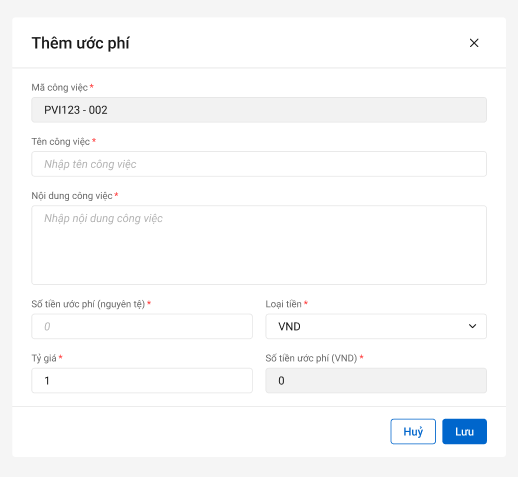 Thêm ước phí
Mã công việc *
PVI123 - 002
Tên công việc *
Nhập tên công việc
Nội dung công việc *
Nhập nội dung công việc
Số tiền ước phí (nguyên tệ) *
Loại tiền *
0
VND
Tỷ giá *
Số tiền ước phí (VND) *
1
0
Huỷ
Lưu